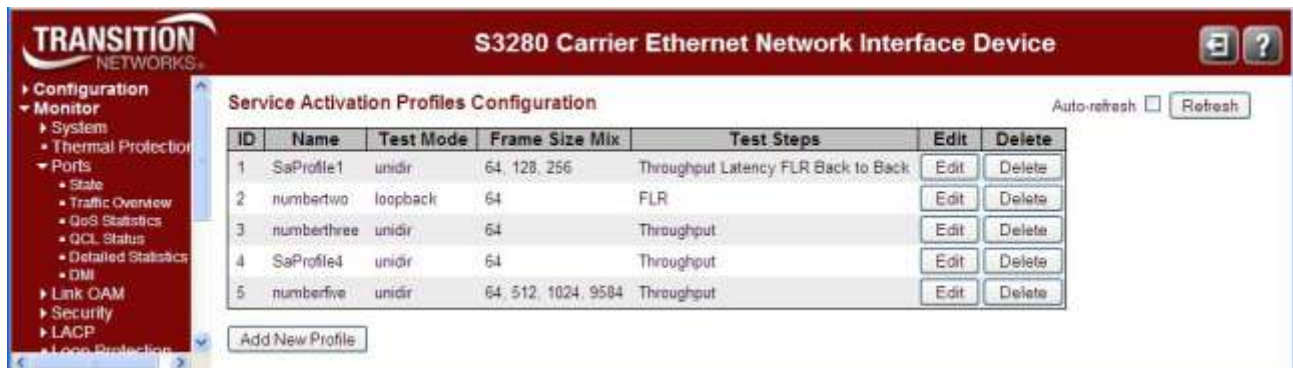 TRANSITION
NETWORKS
S3280 Carrier Ethernet Network Interface Device
?
Configuration
Monitor
System
Thermal Protection
Ports
State
Traffic Overview
QoS Statistics
QCL Status
Detailed Statistics
DMI
Link OAM
Security
LACP
Loop Protection
Service Activation Profiles Configuration
Auto-refresh Refresh
ID Name Test Mode Frame Size Mix Test Steps Edit Delete
1 SaProfile1 unidir 64, 128, 256 Throughput Latency FLR Back to Back Edit Delete
2 numbertwo loopback 64 FLR Edit Delete
3 numberthree unidir 64 Throughput Edit Delete
4 SaProfile4 unidir 64 Throughput Edit Delete
5 numberfive unidir 64, 512, 1024, 9584 Throughput Edit Delete
Add New Profile